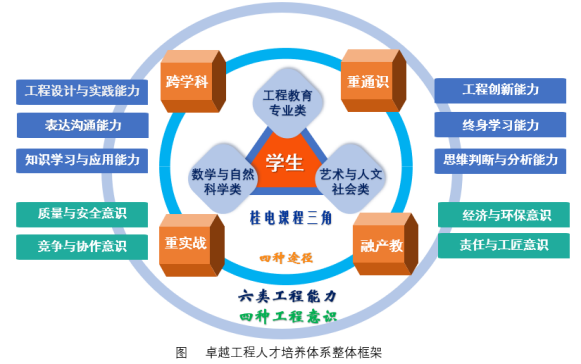 跨学科
重通识
工程设计与实践能力
表达沟通能力
知识学习与应用能力
质量与安全意识
竞争与协作意识
工程教育
专业类
学生
数学与自然
科学类
艺术与人文
社会类
桂电课程三角
重实战
融产教
四种途径
六类工程能力
四种工程意识
工程创新能力
终身学习能力
思维判断与分析能力
经济与环保意识
责任与工匠意识
图 卓越工程人才培养体系整体框架